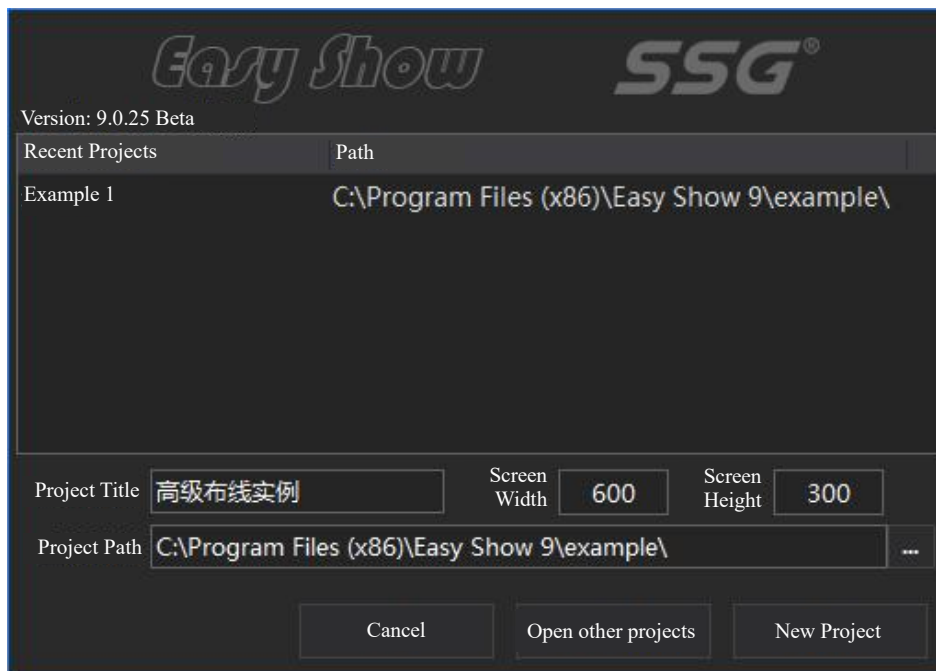 Easy Show SSG®
Version: 9.0.25 Beta
Recent Projects Path
Example 1 C:\Program Files (x86)\Easy Show 9\example\
Project Title 高级布线实例 Screen Width 600 Screen Height 300
Project Path C:\Program Files (x86)\Easy Show 9\example\ ...
Cancel Open other projects New Project